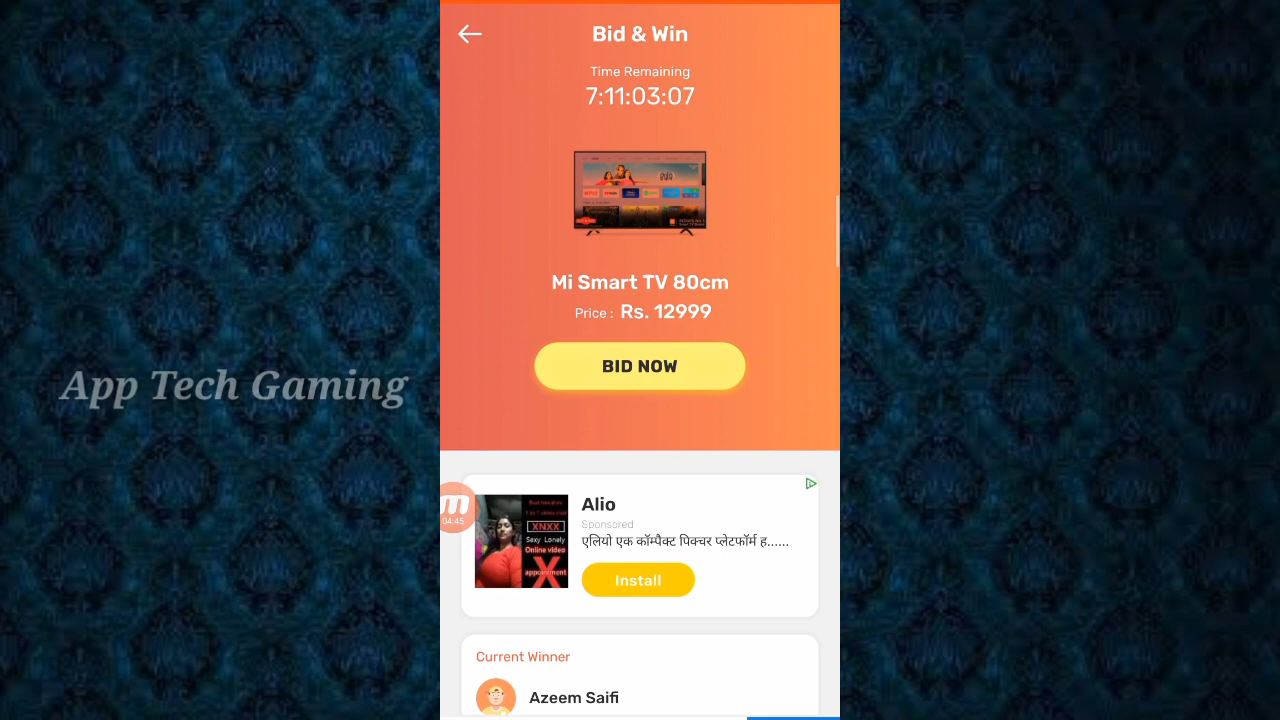 Bid & Win
Time Remaining
7:11:03:07
Mi Smart TV 80cm
Price : Rs. 12999
BID NOW
App Tech Gaming
Alio
Sponsored
एलियो एक कॉम्पैक्ट पिक्चर प्लेटफॉर्म ह......
Install
XNXX
Sexy Lonely
Online video
X
appointment
04:45
Current Winner
Azeem Saifi